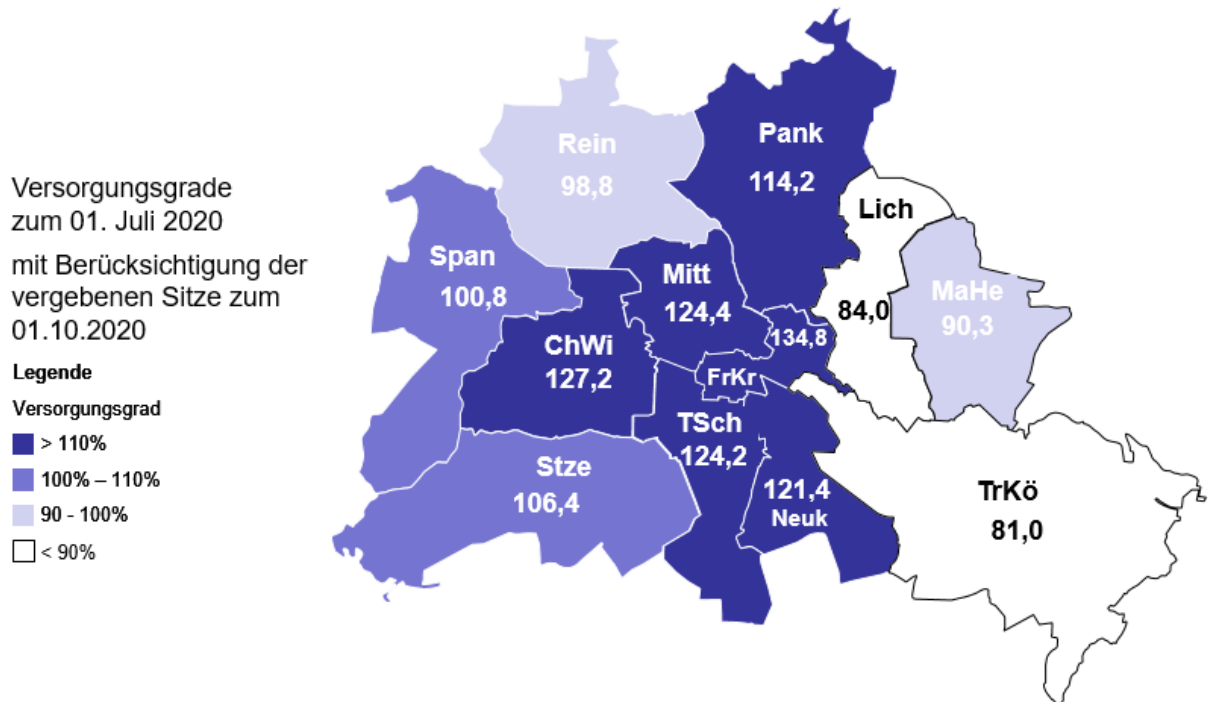 Versorgungsgrade
zum 01. Juli 2020
mit Berücksichtigung der
vergebenen Sitze zum
01.10.2020
Legende
Versorgungsgrad
> 110%
100% – 110%
90 - 100%
< 90%
Rein
98,8
Pank
114,2
Lich
84,0
Span
100,8
Mitt
124,4
MaHe
90,3
ChWi
127,2
134,8
FrKr
TSch
124,2
Stze
106,4
121,4
Neuk
TrKö
81,0